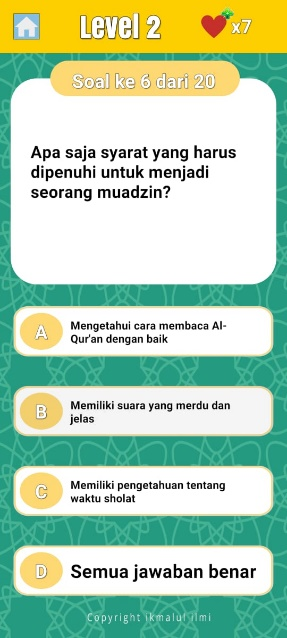 Level 2
x7
Soal ke 6 dari 20
Apa saja syarat yang harus
dipenuhi untuk menjadi
seorang muadzin?
A
Mengetahui cara membaca Al-
Qur'an dengan baik
B
Memiliki suara yang merdu dan
jelas
C
Memiliki pengetahuan tentang
waktu sholat
D
Semua jawaban benar
Copyright ikmalul ilmi